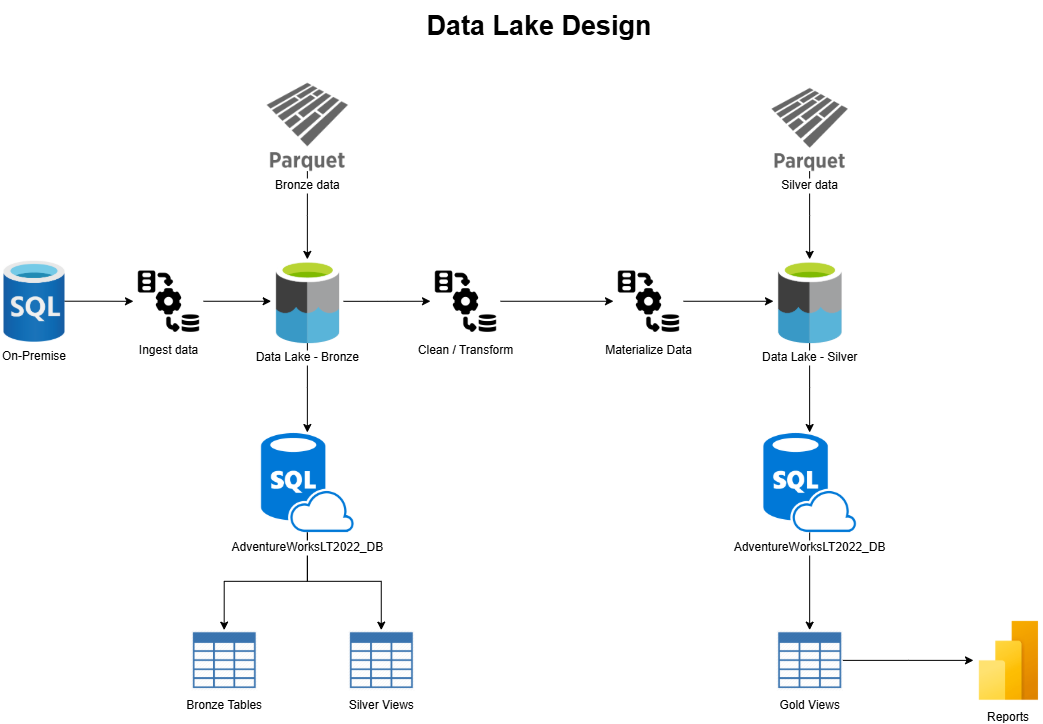 Data Lake Design
Parquet
Bronze data
Parquet
Silver data
SQL
On-Premise
Ingest data
Data Lake - Bronze
Clean / Transform
Materialize Data
Data Lake - Silver
SQL
AdventureWorksLT2022_DB
SQL
AdventureWorksLT2022_DB
Bronze Tables
Silver Views
Gold Views
Reports